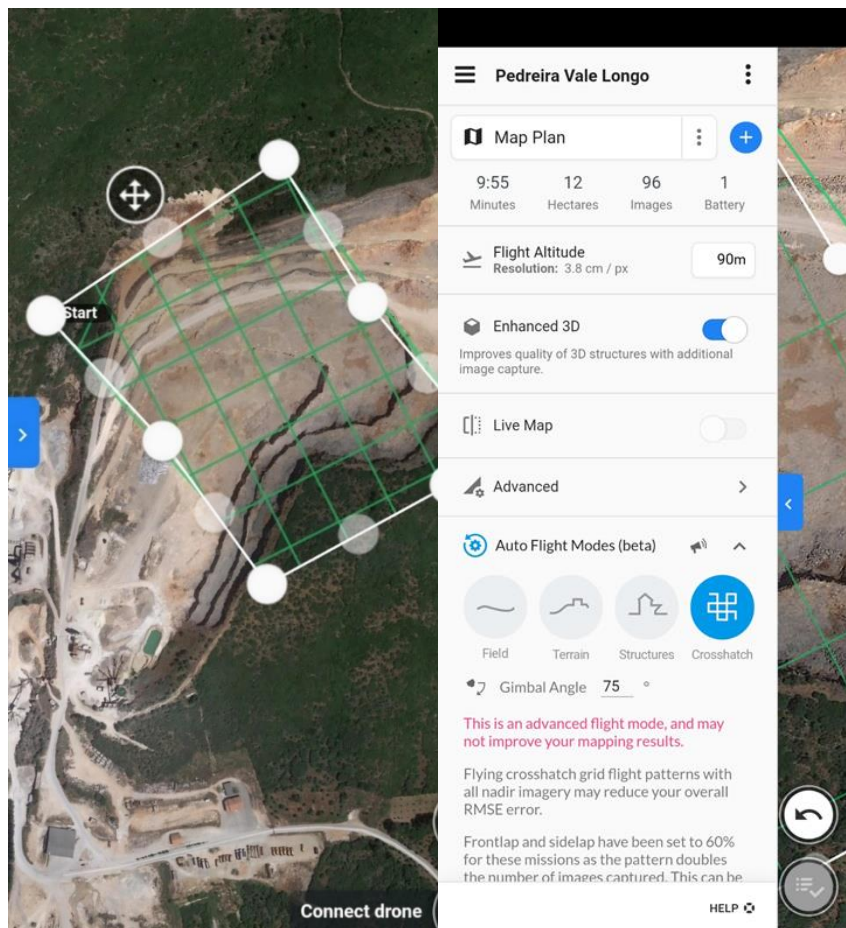 Start
Connect drone
Pedreira Vale Longo
Map Plan
9:55 12 96 1
Minutes Hectares Images Battery
Flight Altitude
Resolution: 3.8 cm / px
90m
Enhanced 3D
Improves quality of 3D structures with additional
image capture.
Live Map
Advanced
Auto Flight Modes (beta)
Field Terrain Structures Crosshatch
Gimbal Angle 75 °
This is an advanced flight mode, and may
not improve your mapping results.
Flying crosshatch grid flight patterns with
all nadir imagery may reduce your overall
RMSE error.
Frontlap and sidelap have been set to 60%
for these missions as the pattern doubles
the number of images captured. This can be
HELP